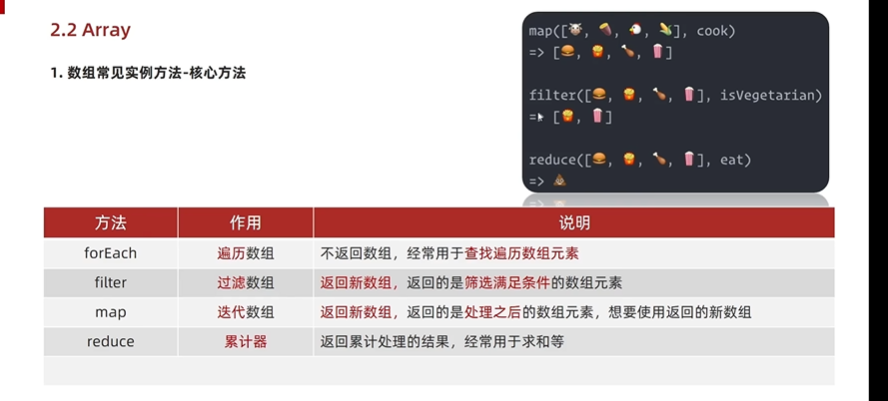 2.2 Array
1. 数组常见实例方法-核心方法
map([🐮, 🍠, 🐔, 🌽], cook)
=> [🍔, 🍟, 🍗, 🍿]
filter([🍔, 🍟, 🍗, 🍿], isVegetarian)
=> [🍟, 🍿]
reduce([🍔, 🍟, 🍗, 🍿], eat)
=> 💩
方法 作用 说明
forEach 遍历数组 不返回数组，经常用于查找遍历数组元素
filter 过滤数组 返回新数组，返回的是筛选满足条件的数组元素
map 迭代数组 返回新数组，返回的是处理之后的数组元素，想要使用返回的新数组
reduce 累计器 返回累计处理的结果，经常用于求和等